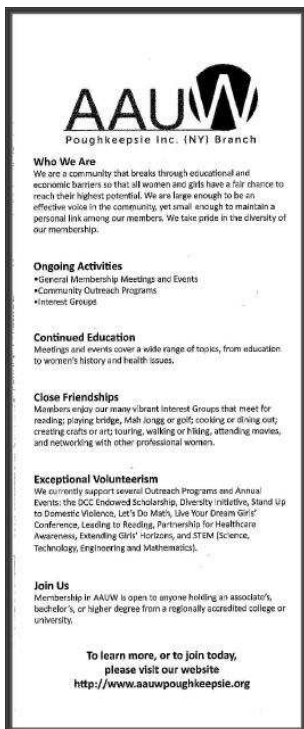 AAUW
Poughkeepsie Inc. (NY) Branch
Who We Are
We are a community that breaks through educational and
economic barriers so that all women and girls have a fair chance to
reach their highest potential. We are large enough to be an
effective voice in the community, yet small enough to maintain a
personal link among our members. We take pride in the diversity of
our membership.
Ongoing Activities
•General Membership Meetings and Events
•Community Outreach Programs
•Interest Groups
Continued Education
Meetings and events cover a wide range of topics, from education
to women's history and health issues.
Close Friendships
Members enjoy our many vibrant Interest Groups that meet for
reading; playing bridge, Mah Jongg or golf; cooking or dining out;
creating crafts or art; touring, walking or hiking, attending movies,
and networking with other professional women.
Exceptional Volunteerism
We currently support several Outreach Programs and Annual
Events: the DCC Endowed Scholarship, Diversity Initiative, Stand Up
to Domestic Violence, Let's Do Math, Live Your Dream Girls'
Conference, Leading to Reading, Partnership for Healthcare
Awareness, Extending Girls' Horizons, and STEM (Science,
Technology, Engineering and Mathematics).
Join Us
Membership in AAUW is open to anyone holding an associate's,
bachelor's, or higher degree from a regionally accredited college or
university.
To learn more, or to join today,
please visit our website
http://www.aauwpoughkeepsie.org